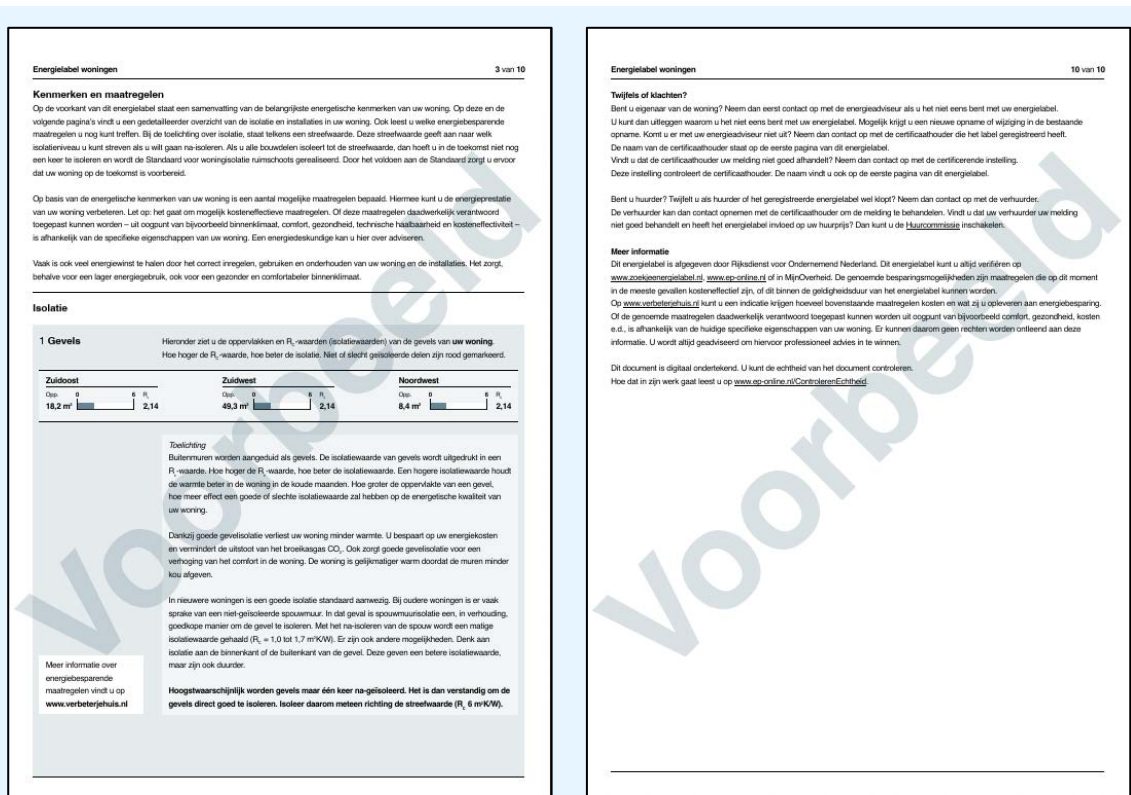 Energielabel woningen 3 van 10
Kenmerken en maatregelen
Op de voorkant van dit energielabel staat een samenvatting van de belangrijkste energetische kenmerken van uw woning. Op deze en de
volgende pagina's vindt u een gedetailleerder overzicht van de isolatie en installaties in uw woning. Ook leest u welke energiebesparende
maatregelen u nog kunt treffen. Bij de toelichting over isolatie, staat telkens een streefwaarde. Deze streefwaarde geeft aan naar welk
isolatieniveau u kunt streven als u wilt gaan na-isoleren. Als u alle bouwdelen isoleert tot de streefwaarde, dan hoeft u in de toekomst niet nog
een keer te isoleren en wordt de Standaard voor woningisolatie ruimschoots gerealiseerd. Door het voldoen aan de Standaard zorgt u ervoor
dat uw woning op de toekomst is voorbereid.
Op basis van de energetische kenmerken van uw woning is een aantal mogelijke maatregelen bepaald. Hiermee kunt u de energieprestatie
van uw woning verbeteren. Let op: het gaat om mogelijk kosteneffectieve maatregelen. Of deze maatregelen daadwerkelijk verantwoord
toegepast kunnen worden – uit oogpunt van bijvoorbeeld binnenklimaat, comfort, gezondheid, technische haalbaarheid en kosteneffectiviteit –
is afhankelijk van de specifieke eigenschappen van uw woning. Een energiedeskundige kan u hier over adviseren.
Vaak is ook veel energiewinst te halen door het correct inregelen, gebruiken en onderhouden van uw woning en de installaties. Het zorgt,
behalve voor een lager energiegebruik, ook voor een gezonder en comfortabeler binnenklimaat.
Isolatie
1 Gevels
Hieronder ziet u de oppervlakken en Rc-waarden (isolatiewaarden) van de gevels van uw woning.
Hoe hoger de Rc-waarde, hoe beter de isolatie. Niet of slecht geïsoleerde delen zijn rood gemarkeerd.
Zuidoost Zuidwest Noordwest
Opp. 0 6 Rc Opp. 0 6 Rc Opp. 0 6 Rc
18,2 m² 2,14 49,3 m² 2,14 8,4 m² 2,14
Toelichting
Buitenmuren worden aangeduid als gevels. De isolatiewaarde van gevels wordt uitgedrukt in een
Rc-waarde. Hoe hoger de Rc-waarde, hoe beter de isolatiewaarde. Een hogere isolatiewaarde houdt
de warmte beter in de woning in de koude maanden. Hoe groter de oppervlakte van een gevel,
hoe meer effect een goede of slechte isolatiewaarde zal hebben op de energetische kwaliteit van
uw woning.
Dankzij goede gevelisolatie verliest uw woning minder warmte. U bespaart op uw energiekosten
en vermindert de uitstoot van het broeikasgas CO₂. Ook zorgt goede gevelisolatie voor een
verhoging van het comfort in de woning. De woning is gelijkmatiger warm doordat de muren minder
kou afgeven.
In nieuwere woningen is een goede isolatie standaard aanwezig. Bij oudere woningen is er vaak
sprake van een niet-geïsoleerde spouwmuur. In dat geval is spouwmuurisolatie een, in verhouding,
goedkope manier om de gevel te isoleren. Met het na-isoleren van de spouw wordt een matige
isolatiewaarde gehaald (Rc = 1,0 tot 1,7 m²K/W). Er zijn ook andere mogelijkheden. Denk aan
isolatie aan de binnenkant of de buitenkant van de gevel. Deze geven een betere isolatiewaarde,
maar zijn ook duurder.
Hoogstwaarschijnlijk worden gevels maar één keer na-geïsoleerd. Het is dan verstandig om de
gevels direct goed te isoleren. Isoleer daarom meteen richting de streefwaarde (Rc 6 m²K/W).
Meer informatie over
energiebesparende
maatregelen vindt u op
www.verbeterjehuis.nl
Voorbeeld
Energielabel woningen 10 van 10
Twijfels of klachten?
Bent u eigenaar van de woning? Neem dan eerst contact op met de energieadviseur als u het niet eens bent met uw energielabel.
U kunt dan uitleggen waarom u het niet eens bent met uw energielabel. Mogelijk krijgt u een nieuwe opname of wijziging in de bestaande
opname. Komt u er met uw energieadviseur niet uit? Neem dan contact op met de certificaathouder die het label geregistreerd heeft.
De naam van de certificaathouder staat op de eerste pagina van dit energielabel.
Vindt u dat de certificaathouder uw melding niet goed afhandelt? Neem dan contact op met de certificerende instelling.
Deze instelling controleert de certificaathouder. De naam vindt u ook op de eerste pagina van dit energielabel.
Bent u huurder? Twijfelt u als huurder of het geregistreerde energielabel wel klopt? Neem dan contact op met de verhuurder.
De verhuurder kan dan contact opnemen met de certificaathouder om de melding te behandelen. Vindt u dat uw verhuurder uw melding
niet goed behandelt en heeft het energielabel invloed op uw huurprijs? Dan kunt u de Huurcommissie inschakelen.
Meer informatie
Dit energielabel is afgegeven door Rijksdienst voor Ondernemend Nederland. Dit energielabel kunt u altijd verifiëren op
www.zoekjeenergielabel.nl, www.ep-online.nl of in MijnOverheid. De genoemde besparingsmogelijkheden zijn maatregelen die op dit moment
in de meeste gevallen kosteneffectief zijn, of dit binnen de geldigheidsduur van het energielabel kunnen worden.
Op www.verbeterjehuis.nl kunt u een indicatie krijgen hoeveel bovenstaande maatregelen kosten en wat zij u opleveren aan energiebesparing.
Of de genoemde maatregelen daadwerkelijk verantwoord toegepast kunnen worden uit oogpunt van bijvoorbeeld comfort, gezondheid, kosten
e.d., is afhankelijk van de huidige specifieke eigenschappen van uw woning. Er kunnen daarom geen rechten worden ontleend aan deze
informatie. U wordt altijd geadviseerd om hiervoor professioneel advies in te winnen.
Dit document is digitaal ondertekend. U kunt de echtheid van het document controleren.
Hoe dat in zijn werk gaat leest u op www.ep-online.nl/ControlerenEchtheid.
Voorbeeld